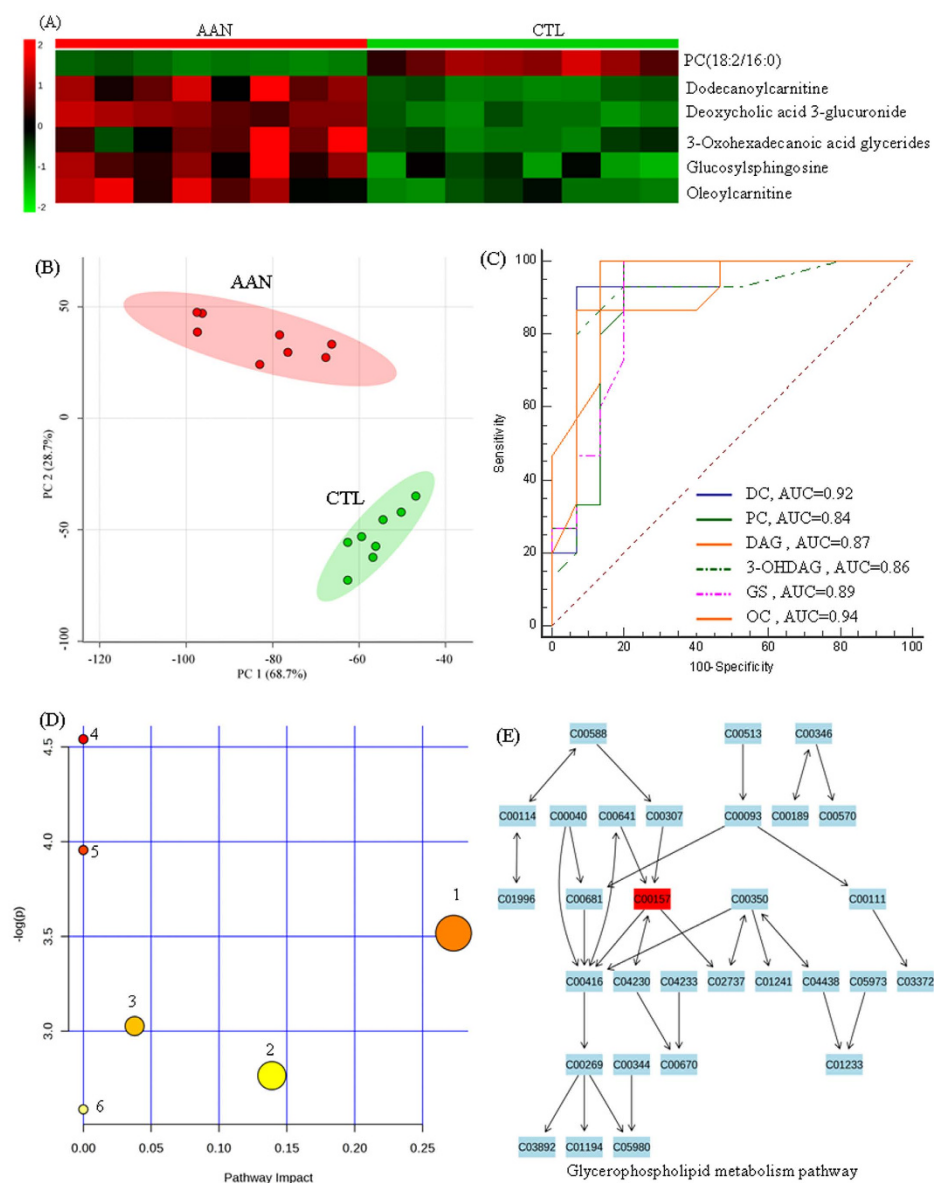 (A)
AAN
CTL
2
1
0
-1
-2
PC(18:2/16:0)
Dodecanoylcarnitine
Deoxycholic acid 3-glucuronide
3-Oxohexadecanoic acid glycerides
Glucosylsphingosine
Oleoylcarnitine
(B)
AAN
CTL
50
0
-50
-100
PC 2 (28.7%)
-120
-100
-80
-60
-40
PC 1 (68.7%)
(C)
100
80
60
40
20
0
Sensitivity
DC, AUC=0.92
PC, AUC=0.84
DAG , AUC=0.87
3-OHDAG , AUC=0.86
GS , AUC=0.89
OC , AUC=0.94
0 20 40 60 80 100
100-Specificity
(D)
4.5
4.0
3.5
3.0
-log(p)
4
5
1
3
2
6
0.00 0.05 0.10 0.15 0.20 0.25
Pathway Impact
(E)
C00588 C00513 C00346
C00114 C00040 C00641 C00307 C00093 C00189 C00570
C01996 C00681 C00157 C00350 C00111
C00416 C04230 C04233 C02737 C01241 C04438 C05973 C03372
C00269 C00344 C00670 C01233
C03892 C01194 C05980
Glycerophospholipid metabolism pathway